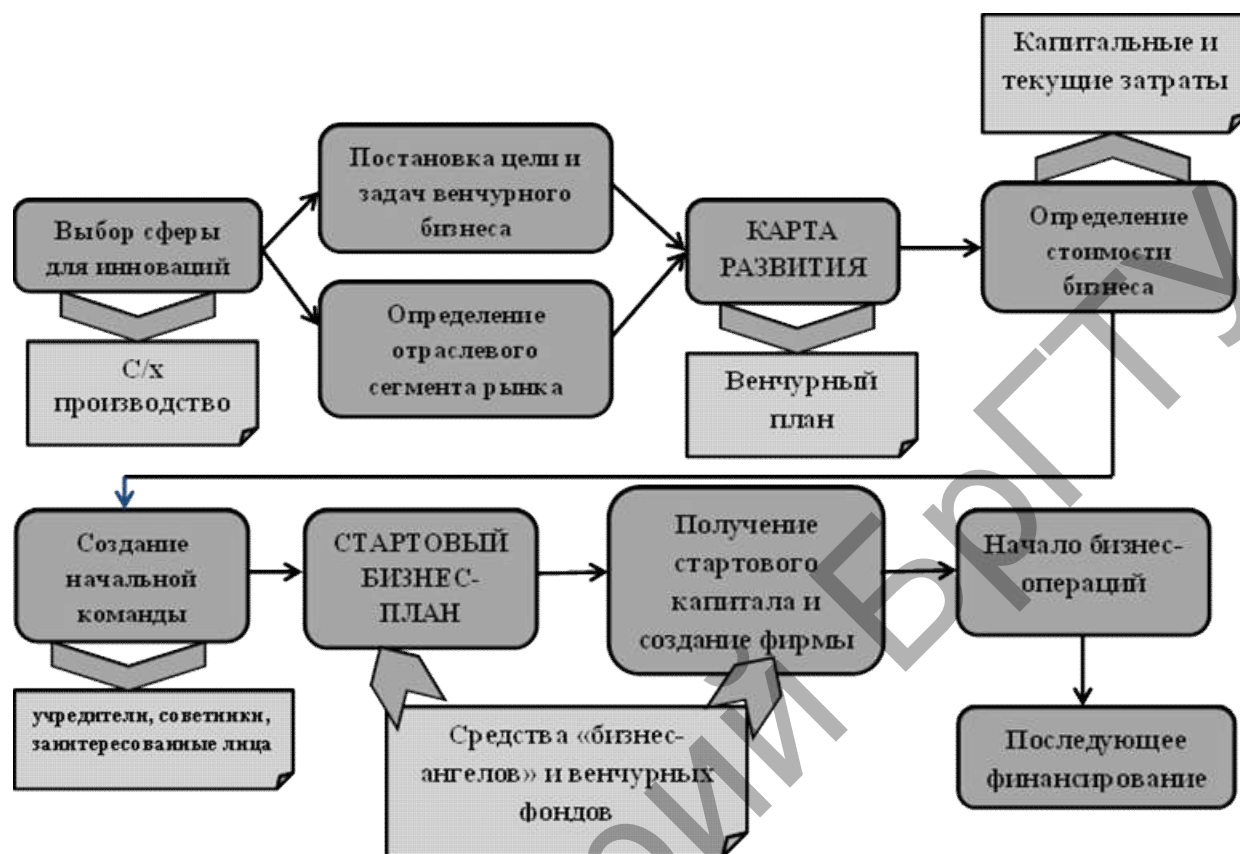 Капитальные и
текущие затраты
Постановка цели и
задач венчурного
бизнеса
Выбор сферы
для инноваций
КАРТА
РАЗВИТИЯ
Определение
стоимости
бизнеса
Определение
отраслевого
сегмента рынка
С/х
производство
Венчурный
план
Создание
начальной
команды
СТАРТОВЫЙ
БИЗНЕС-
ПЛАН
Получение
стартового
капитала и
создание фирмы
Начало бизнес-
операций
учредители, советники,
заинтересованные лица
Средства «бизнес-
ангелов» и венчурных
фондов
Последующее
финансирование
БрГТУ